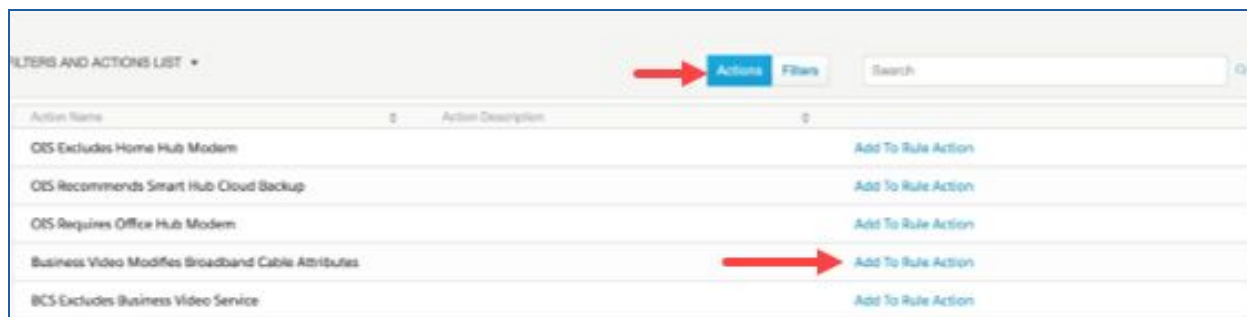 ILTERS AND ACTIONS LIST
Actions Filters Search
Action Name Action Description
OIS Excludes Home Hub Modem Add To Rule Action
OIS Recommends Smart Hub Cloud Backup Add To Rule Action
OIS Requires Office Hub Modem Add To Rule Action
Business Video Modifies Broadband Cable Attributes Add To Rule Action
BCS Excludes Business Video Service Add To Rule Action